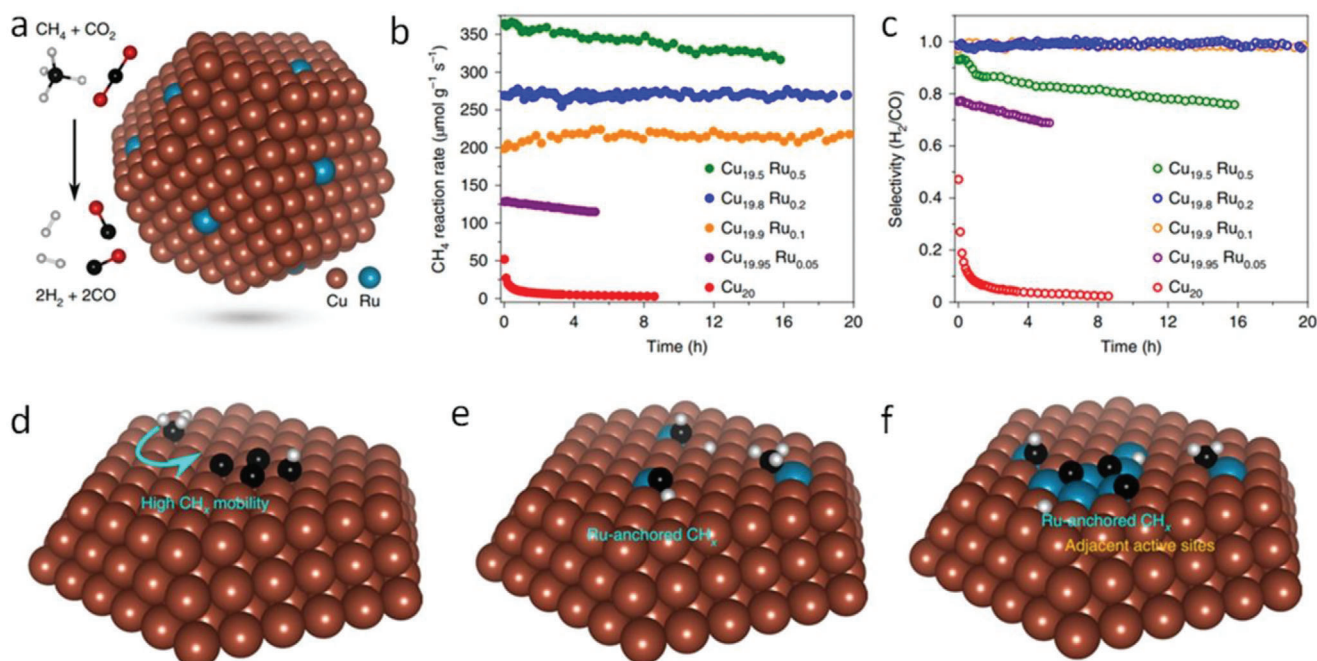 a
CH₄ + CO₂
2H₂ + 2CO
Cu Ru
b
CH₄ reaction rate (μmol g⁻¹ s⁻¹)
350
300
250
200
150
100
50
0
Cu₁₉.₅ Ru₀.₅
Cu₁₉.₈ Ru₀.₂
Cu₁₉.₉ Ru₀.₁
Cu₁₉.₉₅ Ru₀.₀₅
Cu₂₀
0 4 8 12 16 20
Time (h)
c
Selectivity (H₂/CO)
1.0
0.8
0.6
0.4
0.2
0
Cu₁₉.₅ Ru₀.₅
Cu₁₉.₈ Ru₀.₂
Cu₁₉.₉ Ru₀.₁
Cu₁₉.₉₅ Ru₀.₀₅
Cu₂₀
0 4 8 12 16 20
Time (h)
d
High CHₓ mobility
e
Ru-anchored CHₓ
f
Ru-anchored CHₓ
Adjacent active sites